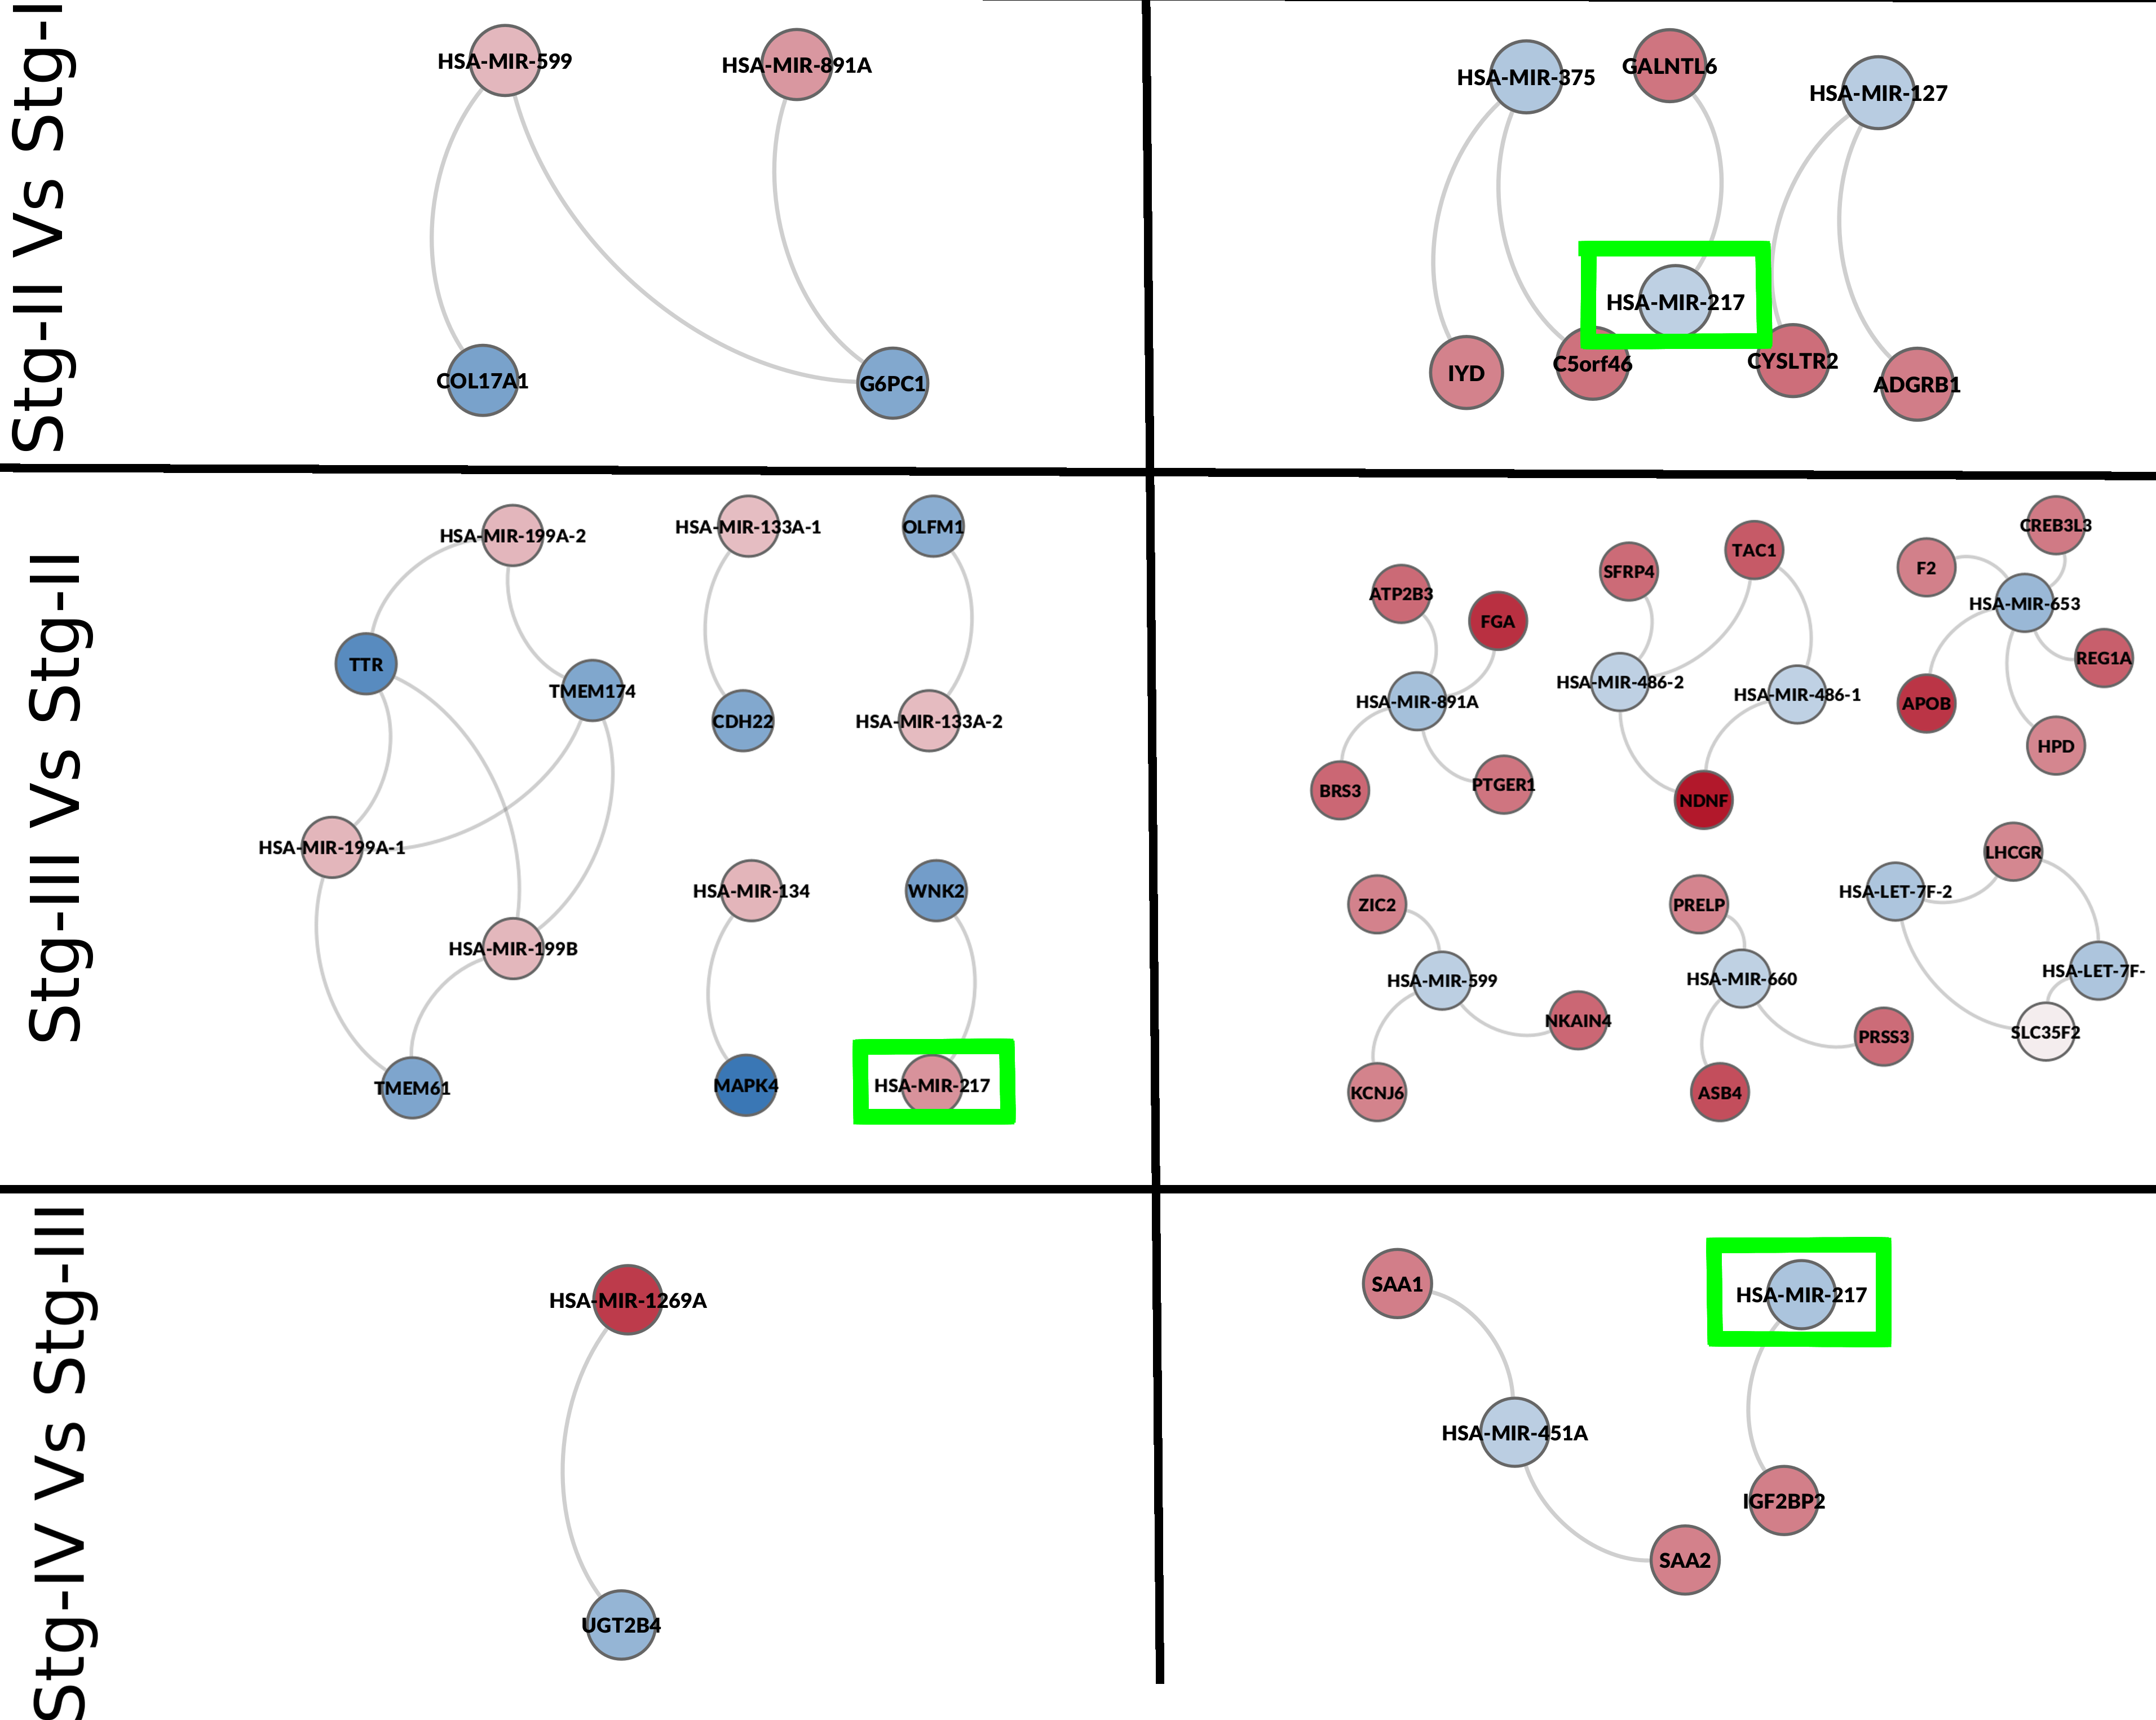 Stg-II Vs Stg-I
HSA-MIR-599
HSA-MIR-891A
COL17A1
G6PC1
HSA-MIR-375
GALNTL6
HSA-MIR-127
HSA-MIR-217
IYD
C5orf46
CYSLTR2
ADGRB1
Stg-III Vs Stg-II
HSA-MIR-199A-2
HSA-MIR-133A-1
OLFM1
TTR
TMEM174
CDH22
HSA-MIR-133A-2
HSA-MIR-199A-1
HSA-MIR-134
WNK2
HSA-MIR-199B
TMEM61
MAPK4
HSA-MIR-217
CREB3L3
TAC1
SFRP4
F2
ATP2B3
FGA
HSA-MIR-653
REG1A
HSA-MIR-486-2
HSA-MIR-486-1
HSA-MIR-891A
APOB
HPD
BRS3
PTGER1
NDNF
LHCGR
HSA-LET-7F-2
ZIC2
PRELP
HSA-LET-7F-
HSA-MIR-599
HSA-MIR-660
NKAIN4
SLC35F2
PRSS3
KCNJ6
ASB4
Stg-IV Vs Stg-III
HSA-MIR-1269A
UGT2B4
SAA1
HSA-MIR-217
HSA-MIR-451A
IGF2BP2
SAA2